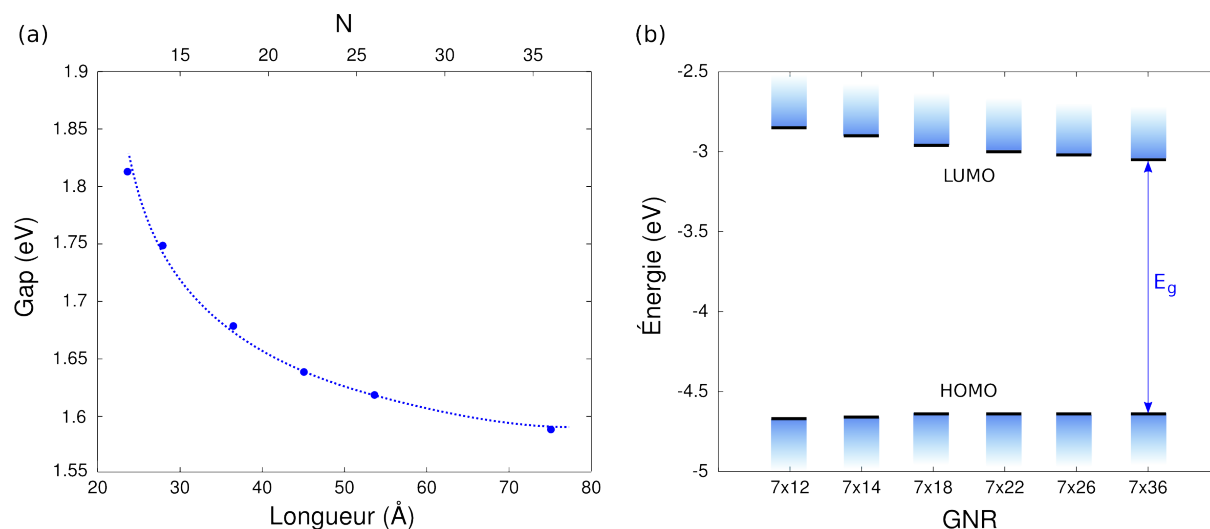 (a)
N
15 20 25 30 35
1.9
1.85
1.8
1.75
1.7
1.65
1.6
1.55
Gap (eV)
20 30 40 50 60 70 80
Longueur (Å)
(b)
-2.5
-3
-3.5
-4
-4.5
-5
Énergie (eV)
LUMO
E_g
HOMO
7x12 7x14 7x18 7x22 7x26 7x36
GNR